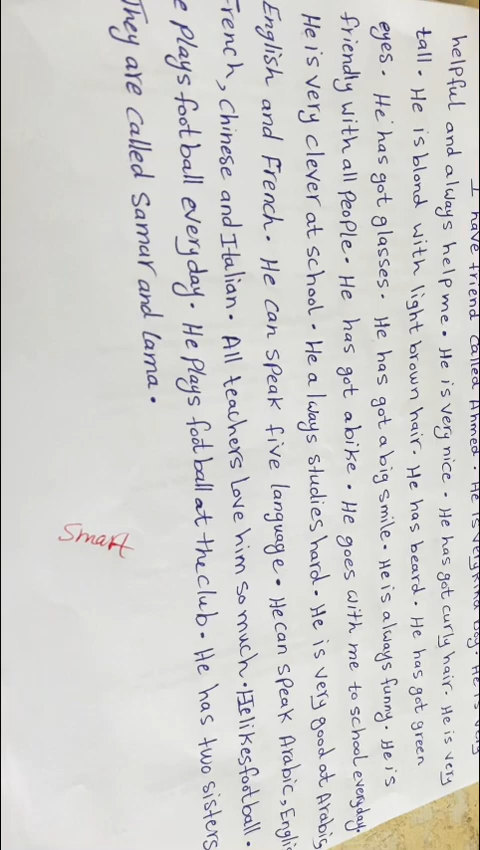 I have friend called Ahmed. He is very kind boy. He is very
helpful and always help me. He is very nice. He has got curly hair. He is very
tall. He is blond with light brown hair. He has beard. He has got green
eyes. He has got glasses. He has got a big smile. He is always funny. He is
friendly with all people. He has got a bike. He goes with me to school everyday.
He is very clever at school. He always studies hard. He is very good at Arabic
English and French. He can speak five language. He can speak Arabic, Englis
French, Chinese and Italian. All teachers love him so much. He likes football.
e plays football everyday. He plays football at the club. He has two sisters
They are called Samar and Lama.
Smart